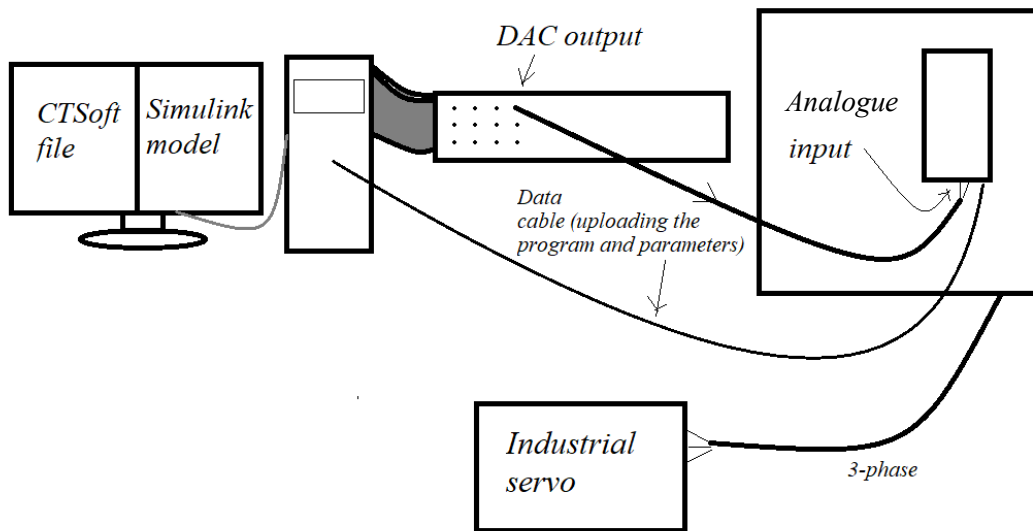 DAC output
CTSoft
file
Simulink
model
Analogue
input
Data
cable (uploading the
program and parameters)
Industrial
servo
3-phase